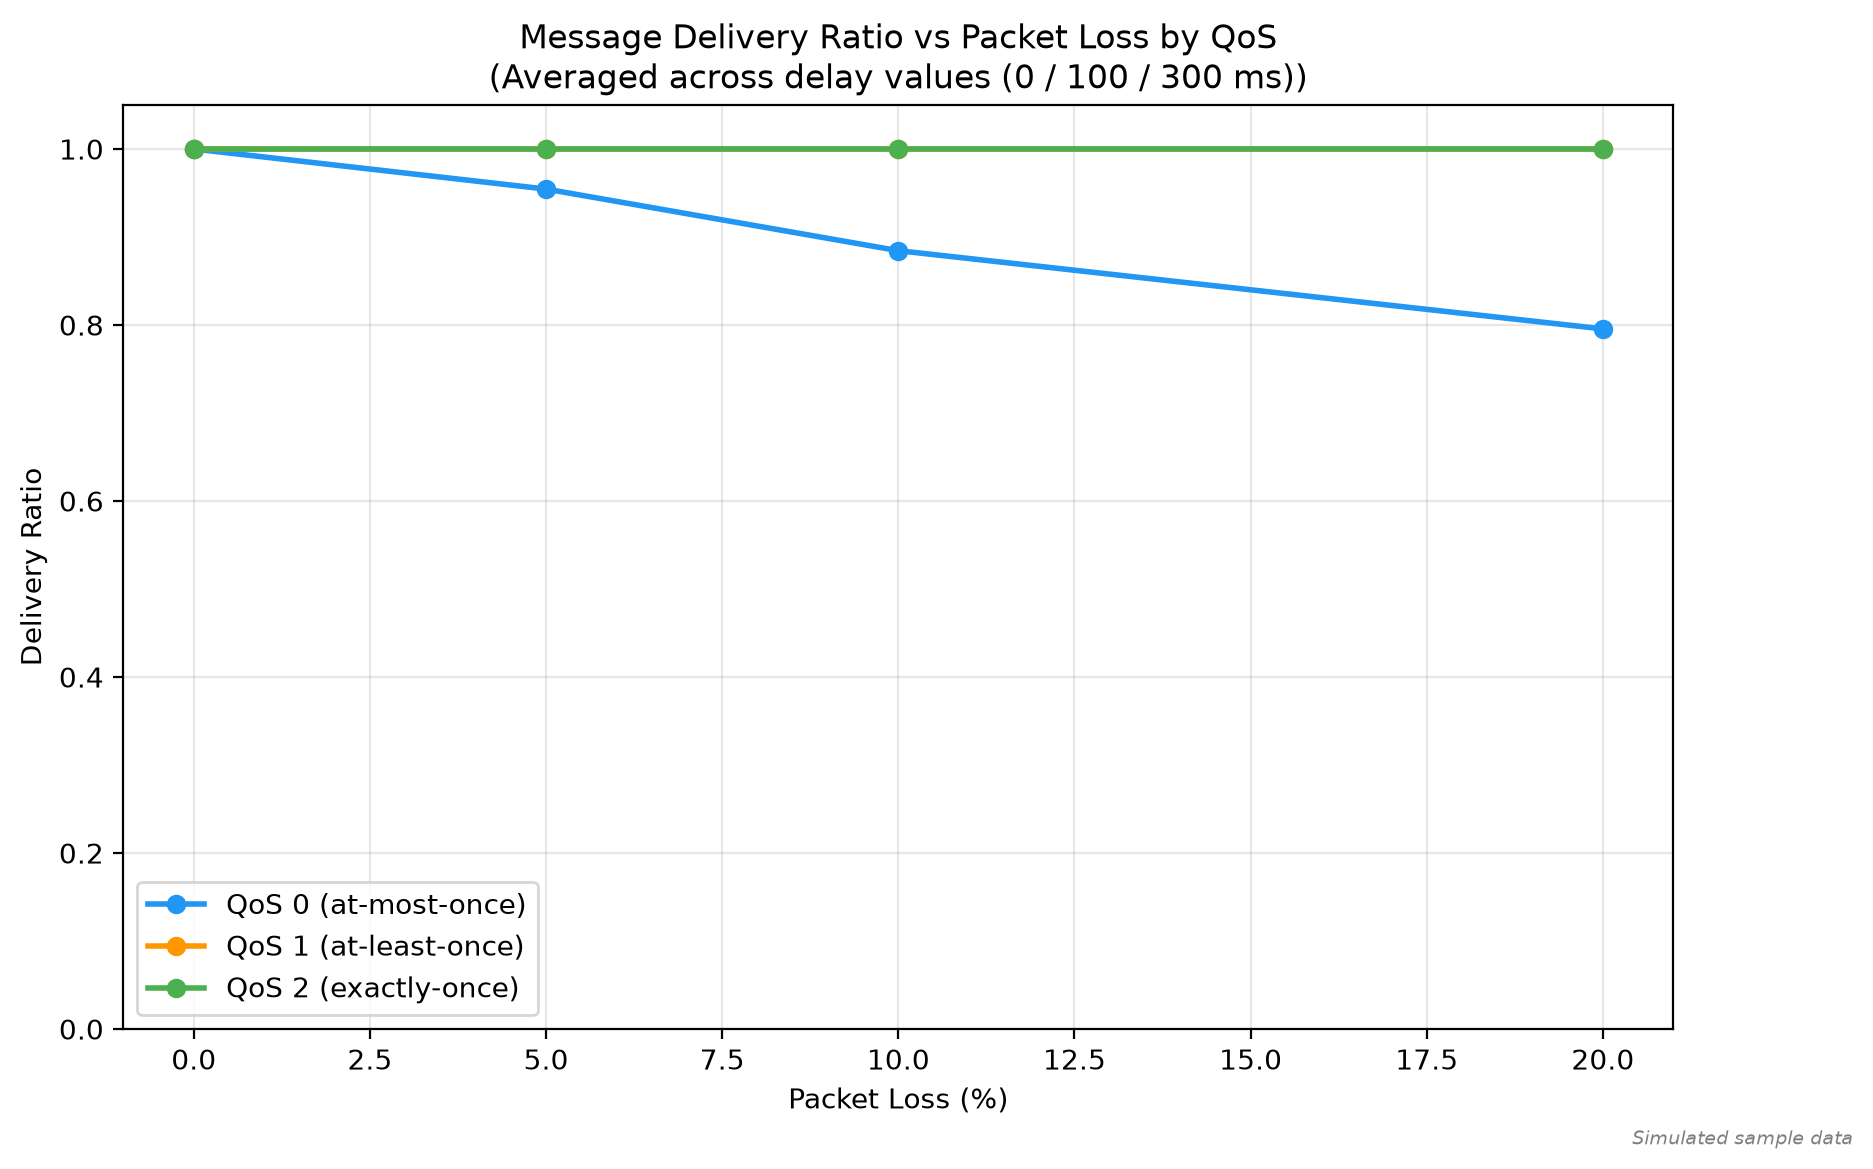 Message Delivery Ratio vs Packet Loss by QoS
(Averaged across delay values (0 / 100 / 300 ms))
Delivery Ratio
1.0
0.8
0.6
0.4
0.2
0.0
QoS 0 (at-most-once)
QoS 1 (at-least-once)
QoS 2 (exactly-once)
0.0 2.5 5.0 7.5 10.0 12.5 15.0 17.5 20.0
Packet Loss (%)
Simulated sample data